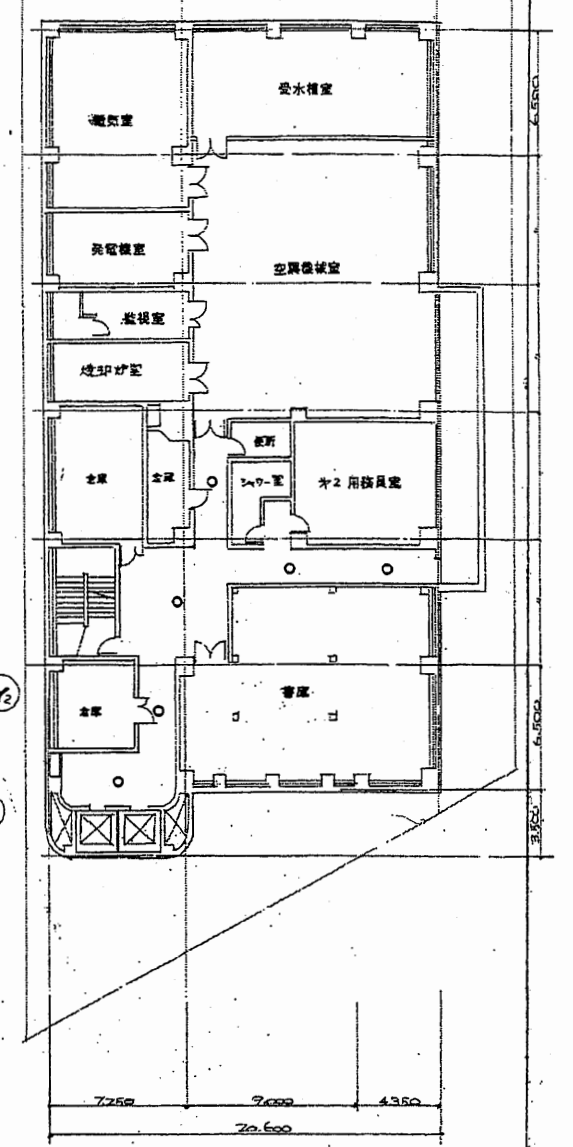 受水槽室
電気室
6.500
発電機室
空調機械室
監視室
焼却炉室
便所
倉庫
倉庫
シャワー室
オ2 用務員室
倉庫
書庫
6.500
3.500
7.250
9.000
4.350
20.600